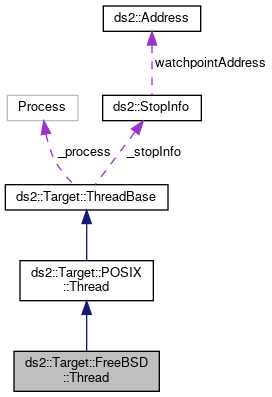 ds2::Address
watchpointAddress
Process
ds2::StopInfo
_process
_stopInfo
ds2::Target::ThreadBase
ds2::Target::POSIX
::Thread
ds2::Target::FreeBSD
::Thread